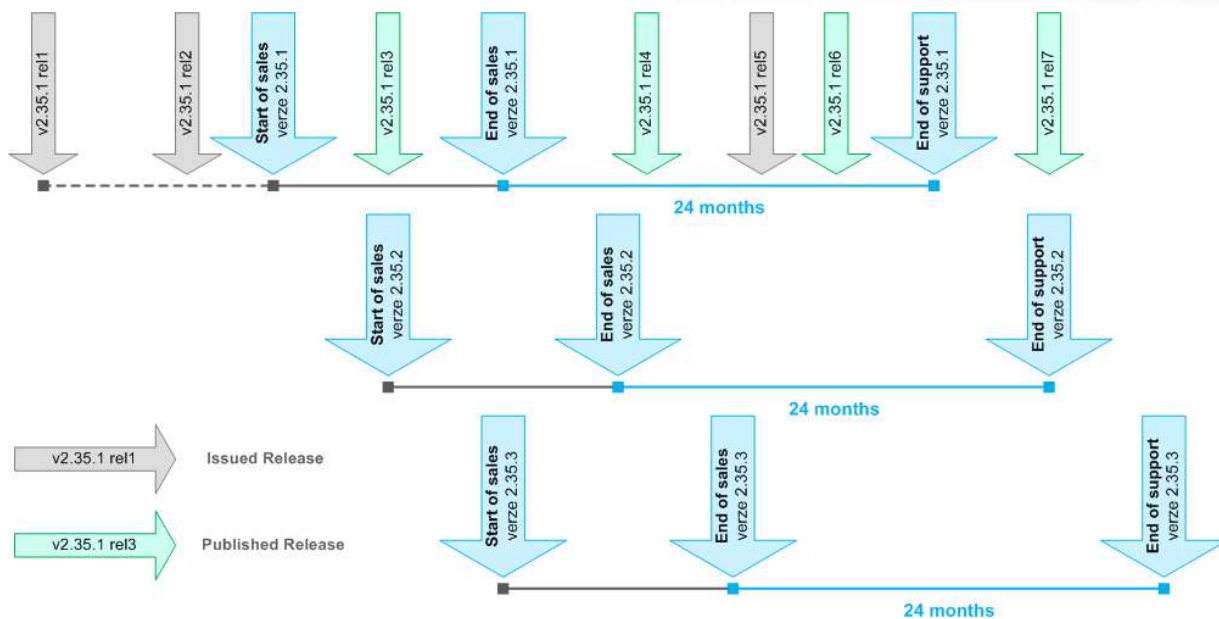 v2.35.1 rel1
v2.35.1 rel2
Start of sales
verze 2.35.1
v2.35.1 rel3
End of sales
verze 2.35.1
v2.35.1 rel4
v2.35.1 rel5
v2.35.1 rel6
End of support
verze 2.35.1
v2.35.1 rel7
24 months
Start of sales
verze 2.35.2
End of sales
verze 2.35.2
End of support
verze 2.35.2
24 months
v2.35.1 rel1
Issued Release
v2.35.1 rel3
Published Release
Start of sales
verze 2.35.3
End of sales
verze 2.35.3
End of support
verze 2.35.3
24 months